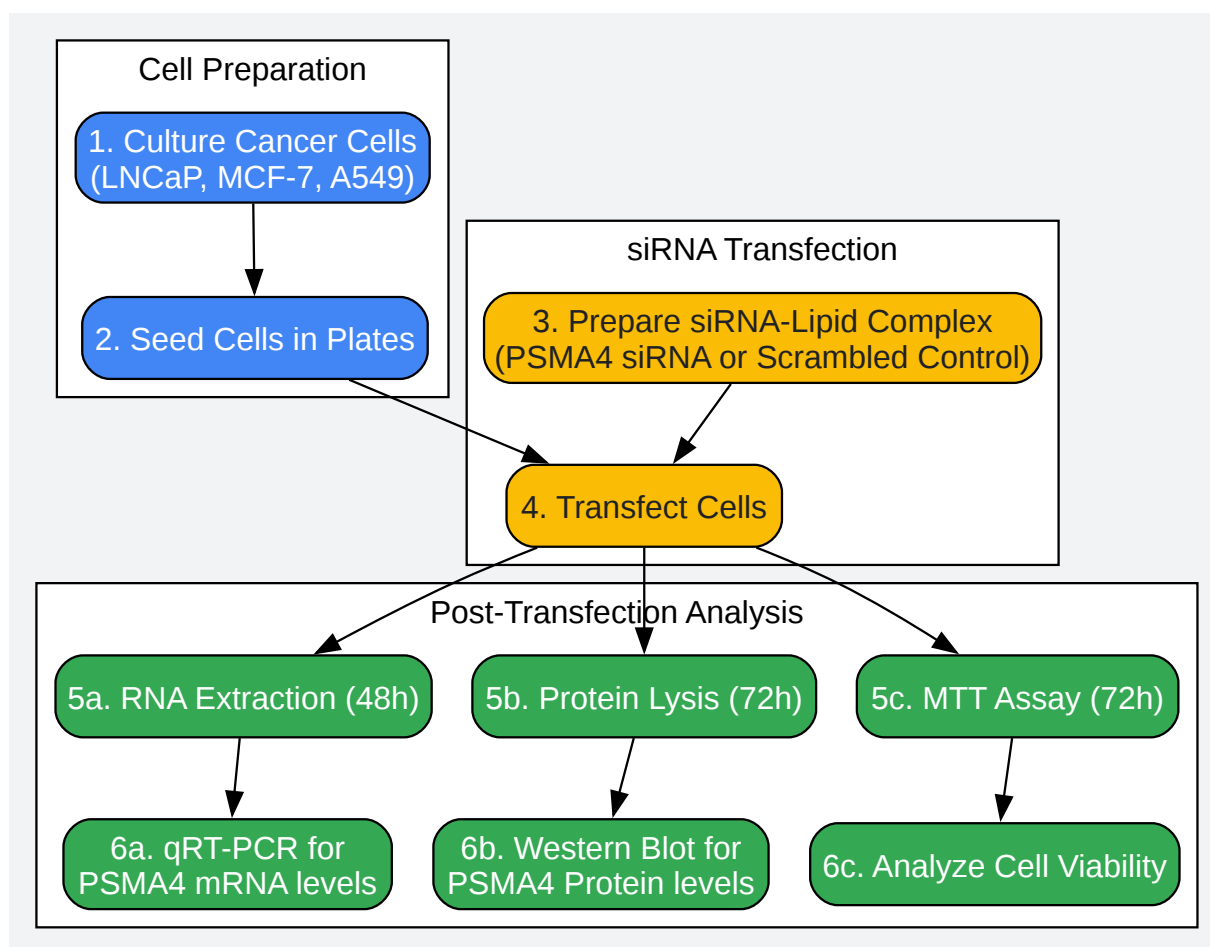 Cell Preparation
1. Culture Cancer Cells
(LNCaP, MCF-7, A549)
2. Seed Cells in Plates
siRNA Transfection
3. Prepare siRNA-Lipid Complex
(PSMA4 siRNA or Scrambled Control)
4. Transfect Cells
Post-Transfection Analysis
5a. RNA Extraction (48h)
5b. Protein Lysis (72h)
5c. MTT Assay (72h)
6a. qRT-PCR for
PSMA4 mRNA levels
6b. Western Blot for
PSMA4 Protein levels
6c. Analyze Cell Viability